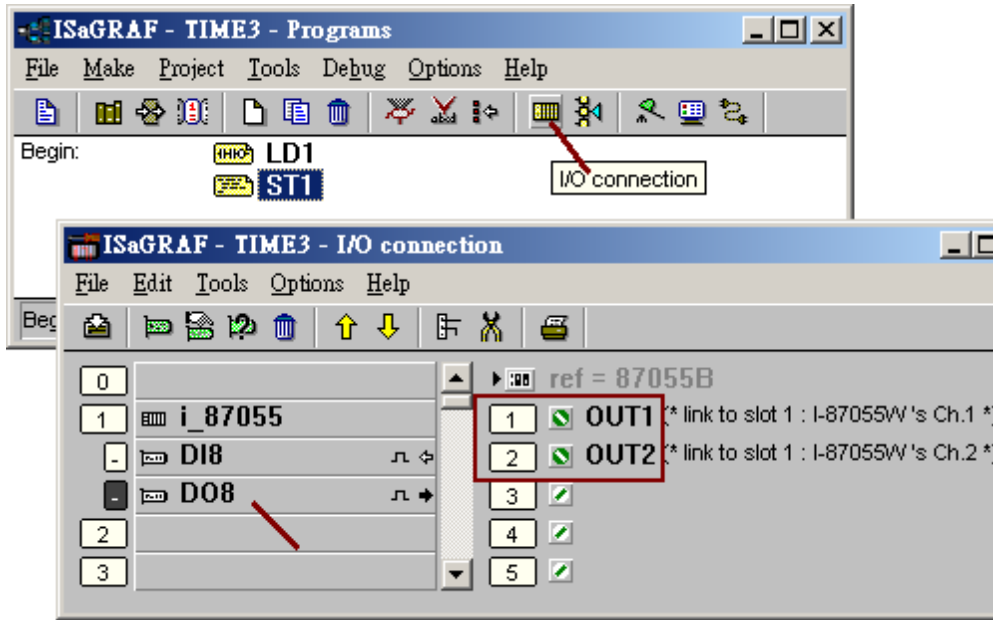 ISaGRAF - TIME3 - Programs
File Make Project Tools Debug Options Help
Begin:
LD1
ST1
I/O connection
ISaGRAF - TIME3 - I/O connection
File Edit Tools Options Help
Beg
0
ref = 87055B
1 i_87055
1 OUT1 (* link to slot 1 : I-87055W 's Ch.1 *)
- DI8
2 OUT2 (* link to slot 1 : I-87055W 's Ch.2 *)
- DO8
3
2
4
3
5